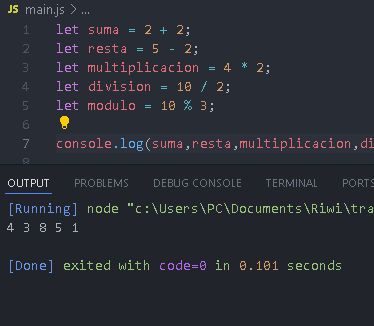 JS main.js > ...
1 let suma = 2 + 2;
2 let resta = 5 - 2;
3 let multiplicacion = 4 * 2;
4 let division = 10 / 2;
5 let modulo = 10 % 3;
6
7 console.log(suma,resta,multiplicacion,di
8
OUTPUT PROBLEMS DEBUG CONSOLE TERMINAL PORTS
[Running] node "c:\Users\PC\Documents\Riwi\tra
4 3 8 5 1
[Done] exited with code=0 in 0.101 seconds